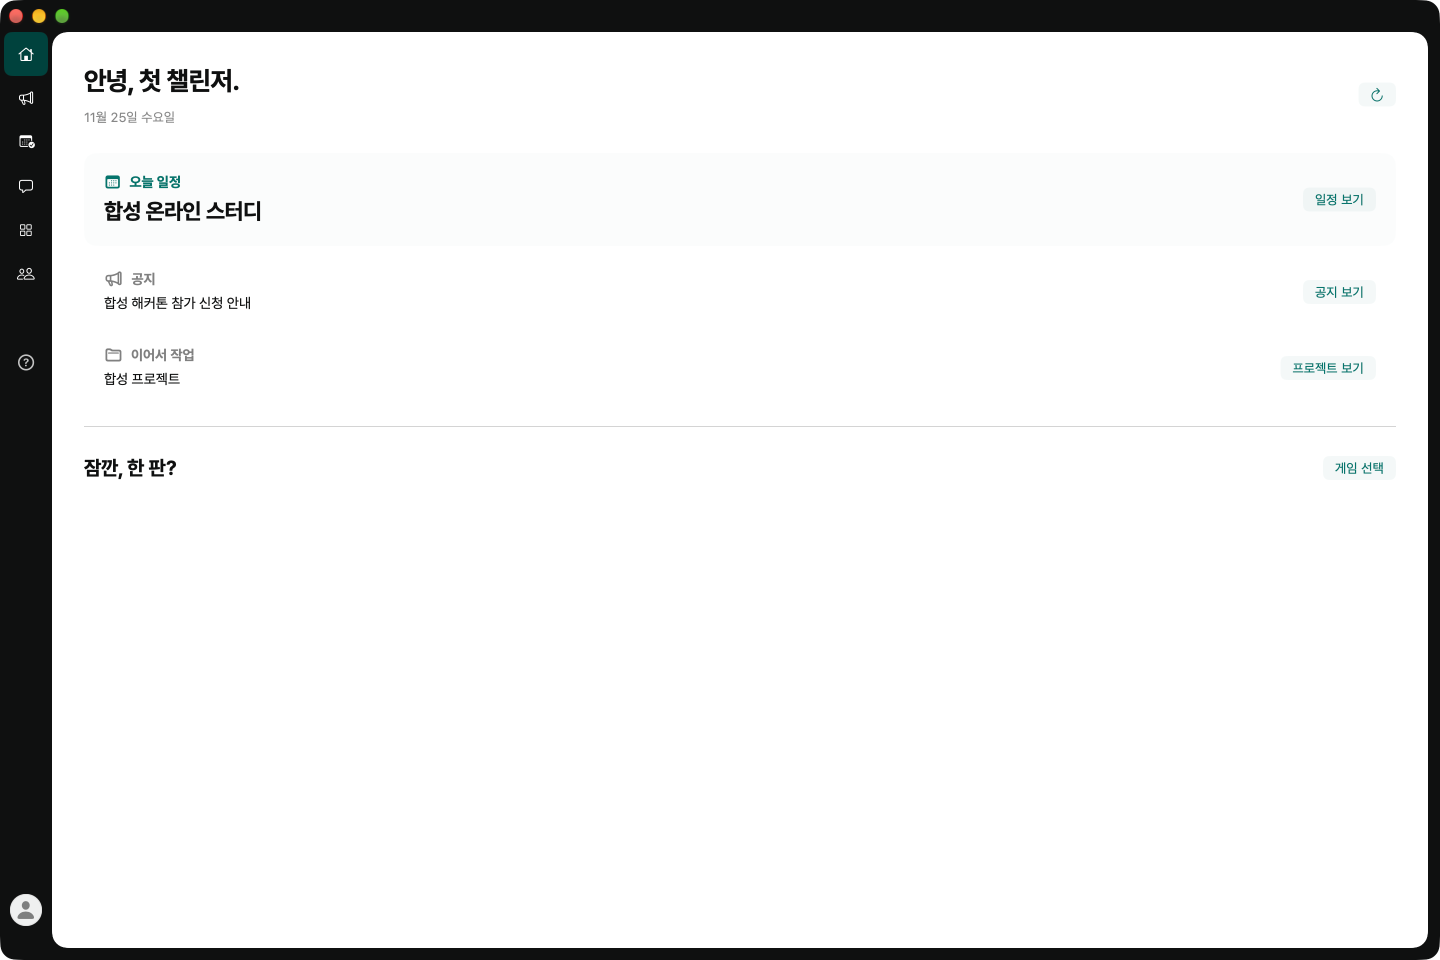 안녕, 첫 챌린저.
11월 25일 수요일
오늘 일정
합성 온라인 스터디
일정 보기
공지
합성 해커톤 참가 신청 안내
공지 보기
이어서 작업
합성 프로젝트
프로젝트 보기
잠깐, 한 판?
게임 선택